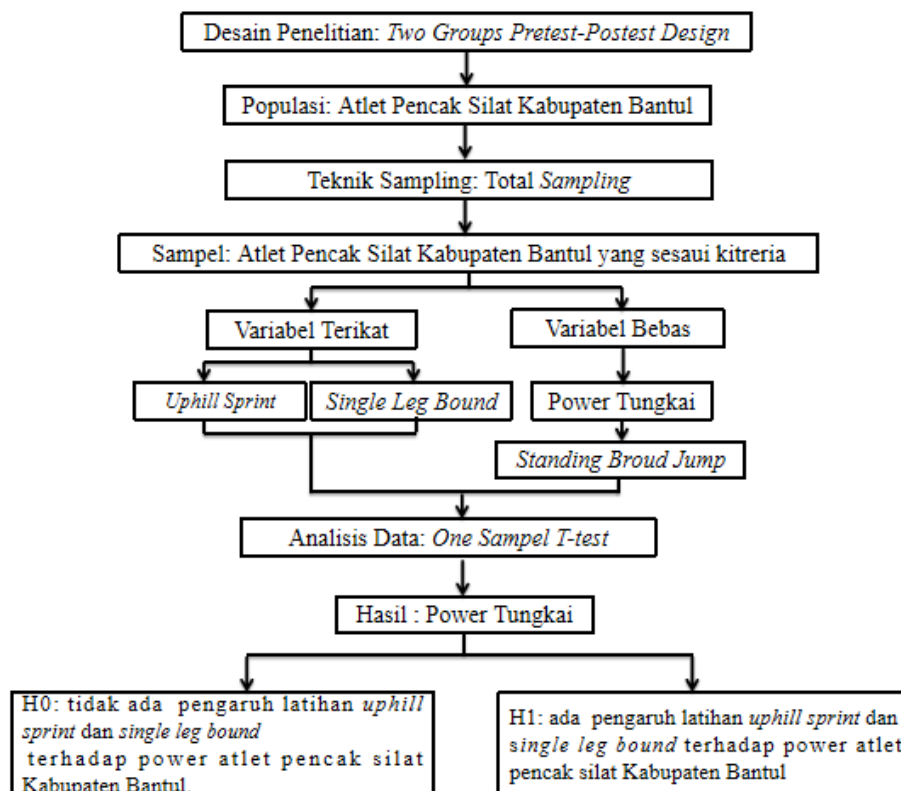 Desain Penelitian: Two Groups Pretest-Postest Design
Populasi: Atlet Pencak Silat Kabupaten Bantul
Teknik Sampling: Total Sampling
Sampel: Atlet Pencak Silat Kabupaten Bantul yang sesaui kitreria
Variabel Terikat
Variabel Bebas
Uphill Sprint
Single Leg Bound
Power Tungkai
Standing Broud Jump
Analisis Data: One Sampel T-test
Hasil : Power Tungkai
H0: tidak ada pengaruh latihan uphill
sprint dan single leg bound
terhadap power atlet pencak silat
Kabupaten Bantul.
H1: ada pengaruh latihan uphill sprint dan
single leg bound terhadap power atlet
pencak silat Kabupaten Bantul